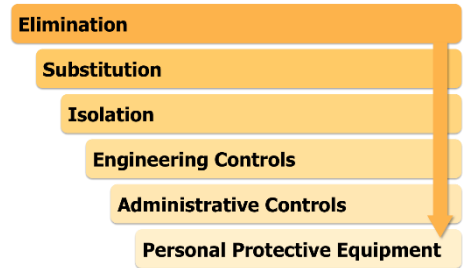 Elimination
Substitution
Isolation
Engineering Controls
Administrative Controls
Personal Protective Equipment